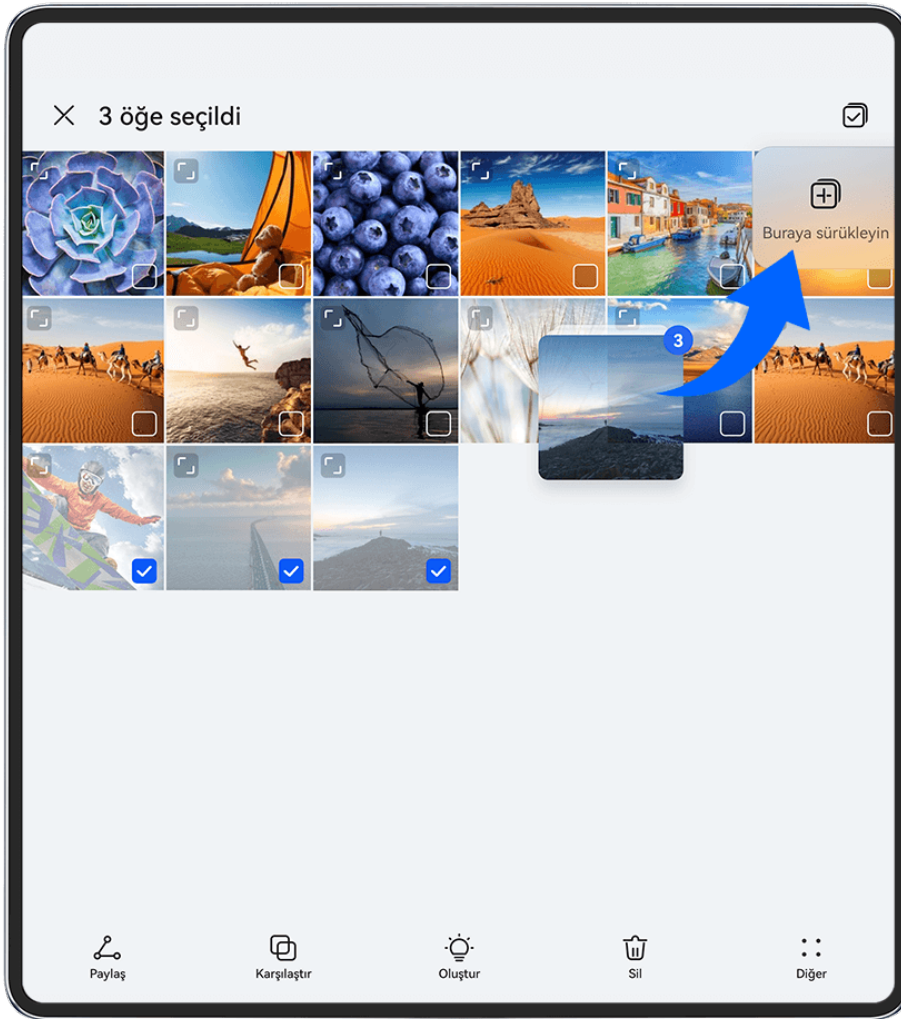 3 öğe seçildi
Buraya sürükleyin
3
Paylaş
Karşılaştır
Oluştur
Sil
Diğer